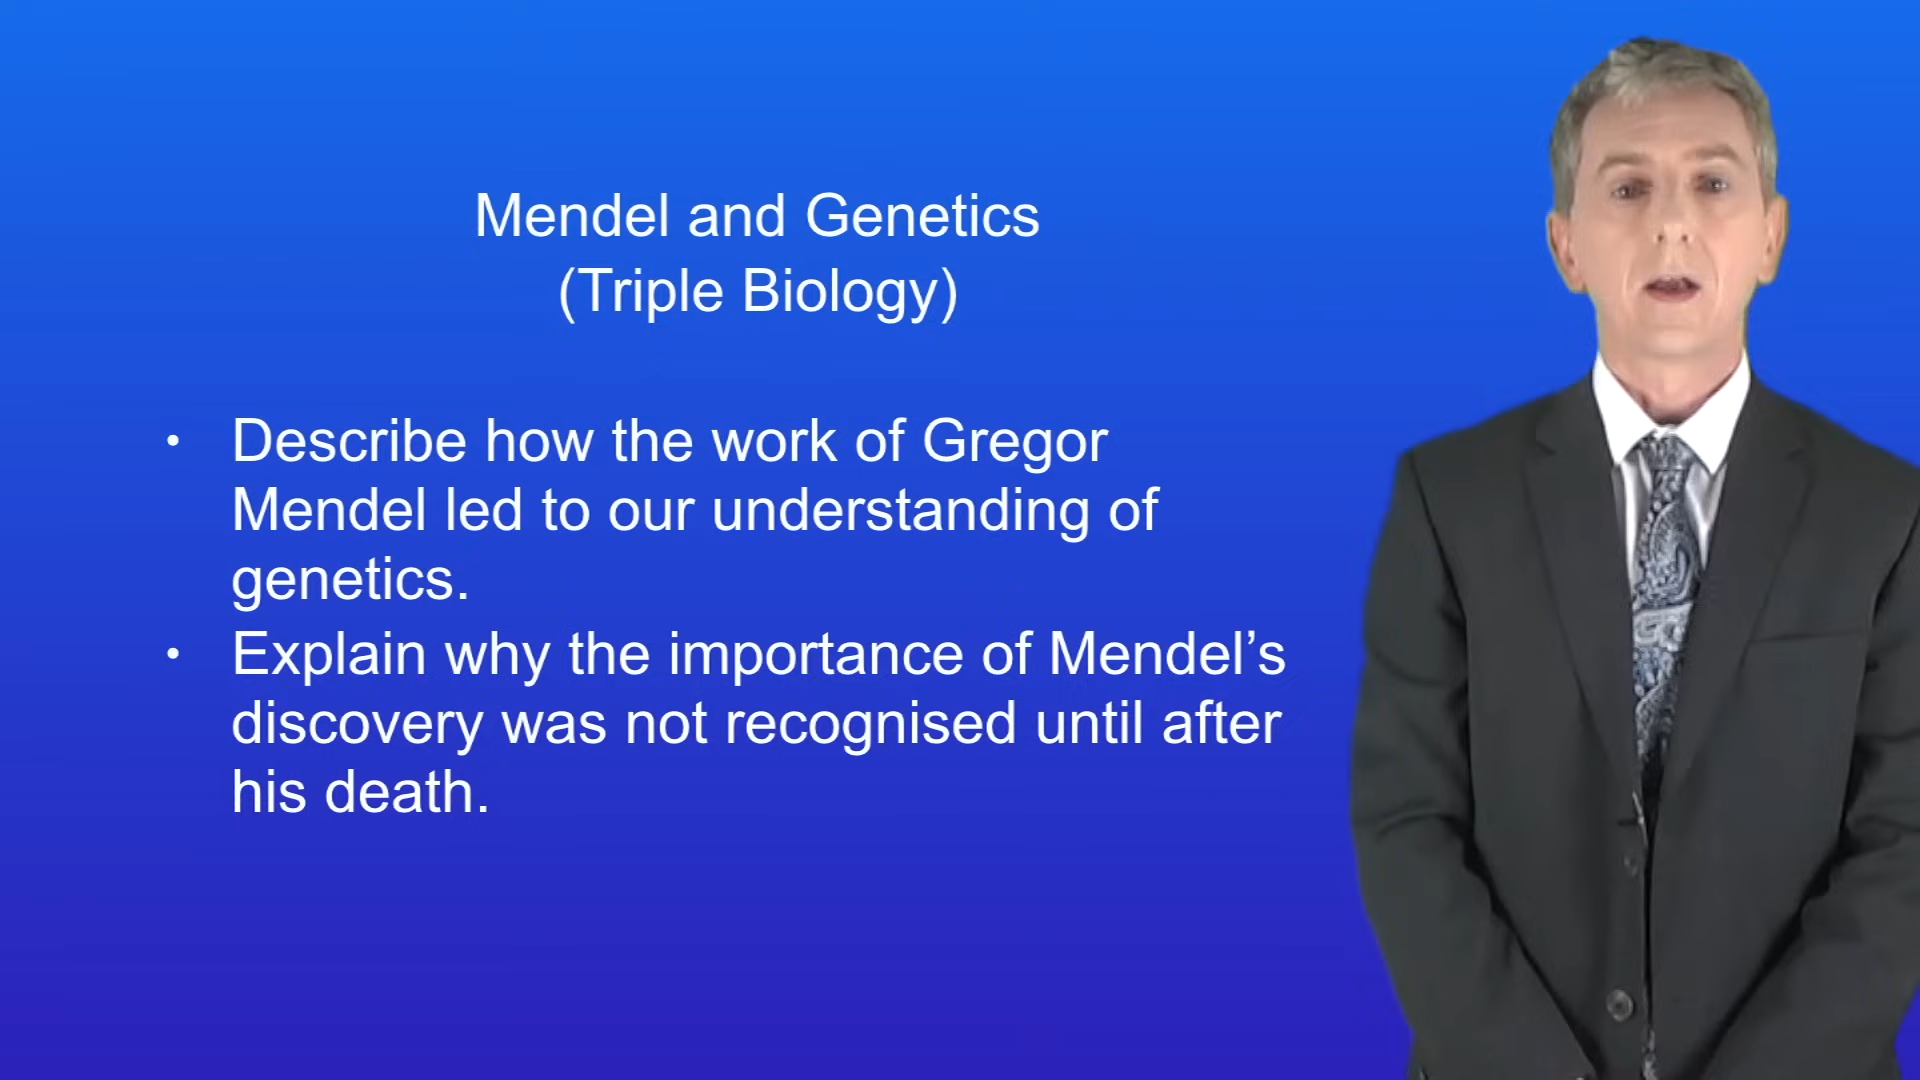 Mendel and Genetics
(Triple Biology)
• Describe how the work of Gregor
Mendel led to our understanding of
genetics.
• Explain why the importance of Mendel’s
discovery was not recognised until after
his death.